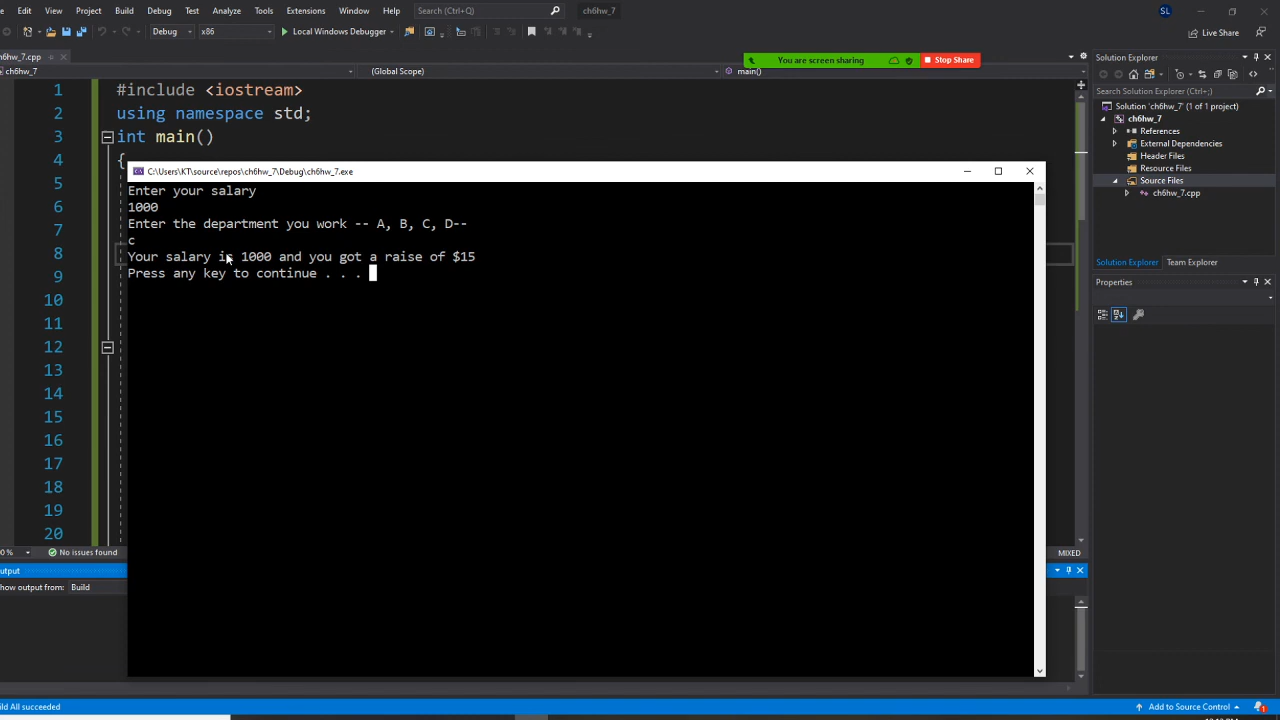 Edit View Project Build Debug Test Analyze Tools Extensions Window Help Search (Ctrl+Q) ch6hw_7 SL
Debug x86 Local Windows Debugger Live Share
h6hw_7.cpp
You are screen sharing Stop Share
ch6hw_7 (Global Scope) main()
1 #include <iostream>
2 using namespace std;
3 int main()
4 {
5
6
7
8
9
10
11
12
13
14
15
16
17
18
19
20
C:\Users\KT\source\repos\ch6hw_7\Debug\ch6hw_7.exe
Enter your salary
1000
Enter the department you work -- A, B, C, D--
c
Your salary is 1000 and you got a raise of $15
Press any key to continue . . .
Solution Explorer
Search Solution Explorer (Ctrl+;)
Solution 'ch6hw_7' (1 of 1 project)
ch6hw_7
References
External Dependencies
Header Files
Resource Files
Source Files
ch6hw_7.cpp
Solution Explorer Team Explorer
Properties
0 % No issues found MIXED
output
how output from: Build
ild All succeeded Add to Source Control 1